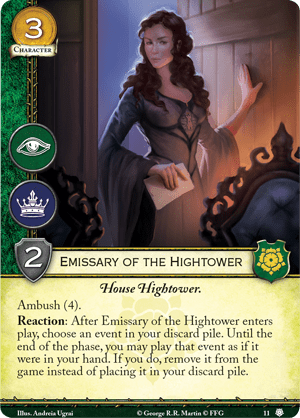 3
CHARACTER
2
EMISSARY OF THE HIGHTOWER
House Hightower.
Ambush (4).
Reaction: After Emissary of the Hightower enters
play, choose an event in your discard pile. Until the
end of the phase, you may play that event as if it
were in your hand. If you do, remove it from the
game instead of placing it in your discard pile.
Illus. Andreia Ugrai © George R.R. Martin © FFG 11